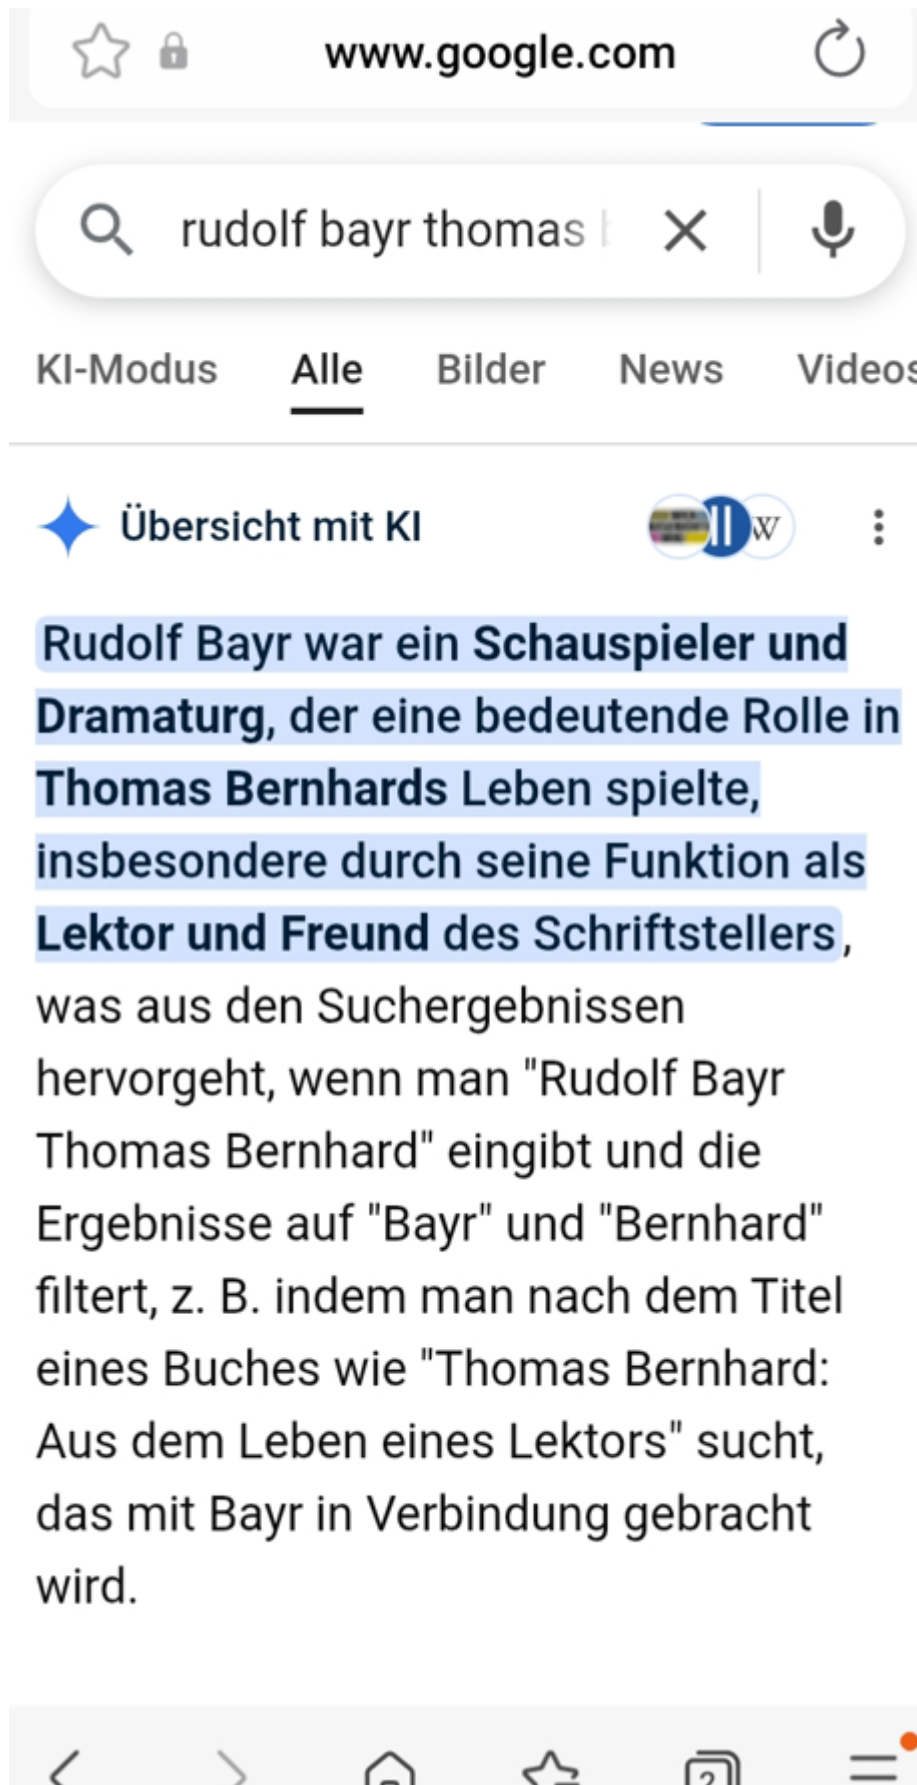 www.google.com
rudolf bayr thomas
KI-Modus Alle Bilder News Videos
Übersicht mit KI
W
Rudolf Bayr war ein Schauspieler und
Dramaturg, der eine bedeutende Rolle in
Thomas Bernhards Leben spielte,
insbesondere durch seine Funktion als
Lektor und Freund des Schriftstellers,
was aus den Suchergebnissen
hervorgeht, wenn man "Rudolf Bayr
Thomas Bernhard" eingibt und die
Ergebnisse auf "Bayr" und "Bernhard"
filtert, z. B. indem man nach dem Titel
eines Buches wie "Thomas Bernhard:
Aus dem Leben eines Lektors" sucht,
das mit Bayr in Verbindung gebracht
wird.
2